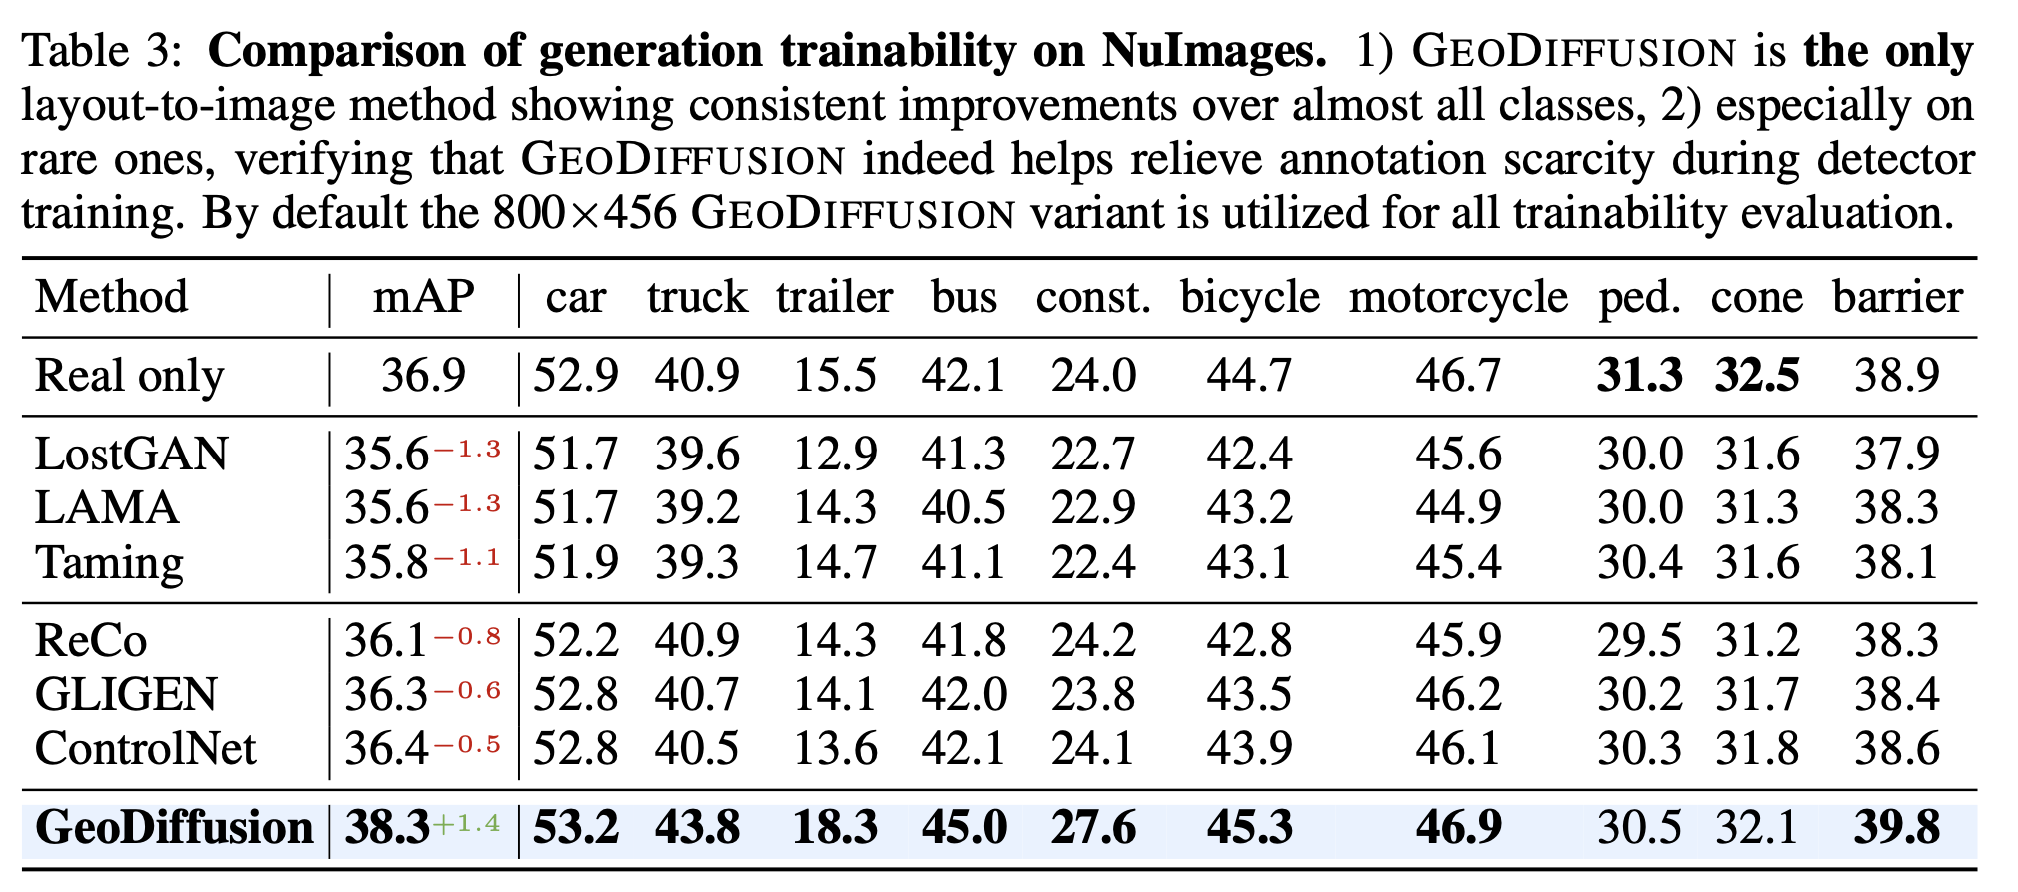 Table 3: Comparison of generation trainability on NuImages. 1) GEODIFFUSION is the only
layout-to-image method showing consistent improvements over almost all classes, 2) especially on
rare ones, verifying that GEODIFFUSION indeed helps relieve annotation scarcity during detector
training. By default the 800×456 GEODIFFUSION variant is utilized for all trainability evaluation.
Method mAP car truck trailer bus const. bicycle motorcycle ped. cone barrier
Real only 36.9 52.9 40.9 15.5 42.1 24.0 44.7 46.7 31.3 32.5 38.9
LostGAN 35.6−1.3 51.7 39.6 12.9 41.3 22.7 42.4 45.6 30.0 31.6 37.9
LAMA 35.6−1.3 51.7 39.2 14.3 40.5 22.9 43.2 44.9 30.0 31.3 38.3
Taming 35.8−1.1 51.9 39.3 14.7 41.1 22.4 43.1 45.4 30.4 31.6 38.1
ReCo 36.1−0.8 52.2 40.9 14.3 41.8 24.2 42.8 45.9 29.5 31.2 38.3
GLIGEN 36.3−0.6 52.8 40.7 14.1 42.0 23.8 43.5 46.2 30.2 31.7 38.4
ControlNet 36.4−0.5 52.8 40.5 13.6 42.1 24.1 43.9 46.1 30.3 31.8 38.6
GeoDiffusion 38.3+1.4 53.2 43.8 18.3 45.0 27.6 45.3 46.9 30.5 32.1 39.8